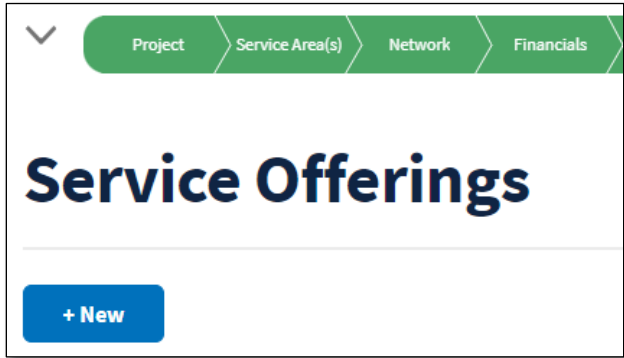 Project Service Area(s) Network Financials
Service Offerings
+ New